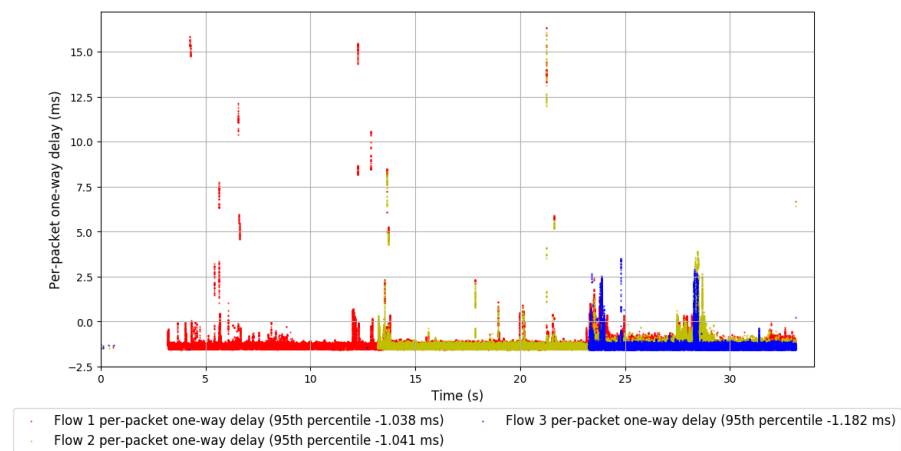 15.0
12.5
10.0
7.5
5.0
2.5
0.0
−2.5
Per-packet one-way delay (ms)
0 5 10 15 20 25 30
Time (s)
Flow 1 per-packet one-way delay (95th percentile -1.038 ms)
Flow 2 per-packet one-way delay (95th percentile -1.041 ms)
Flow 3 per-packet one-way delay (95th percentile -1.182 ms)